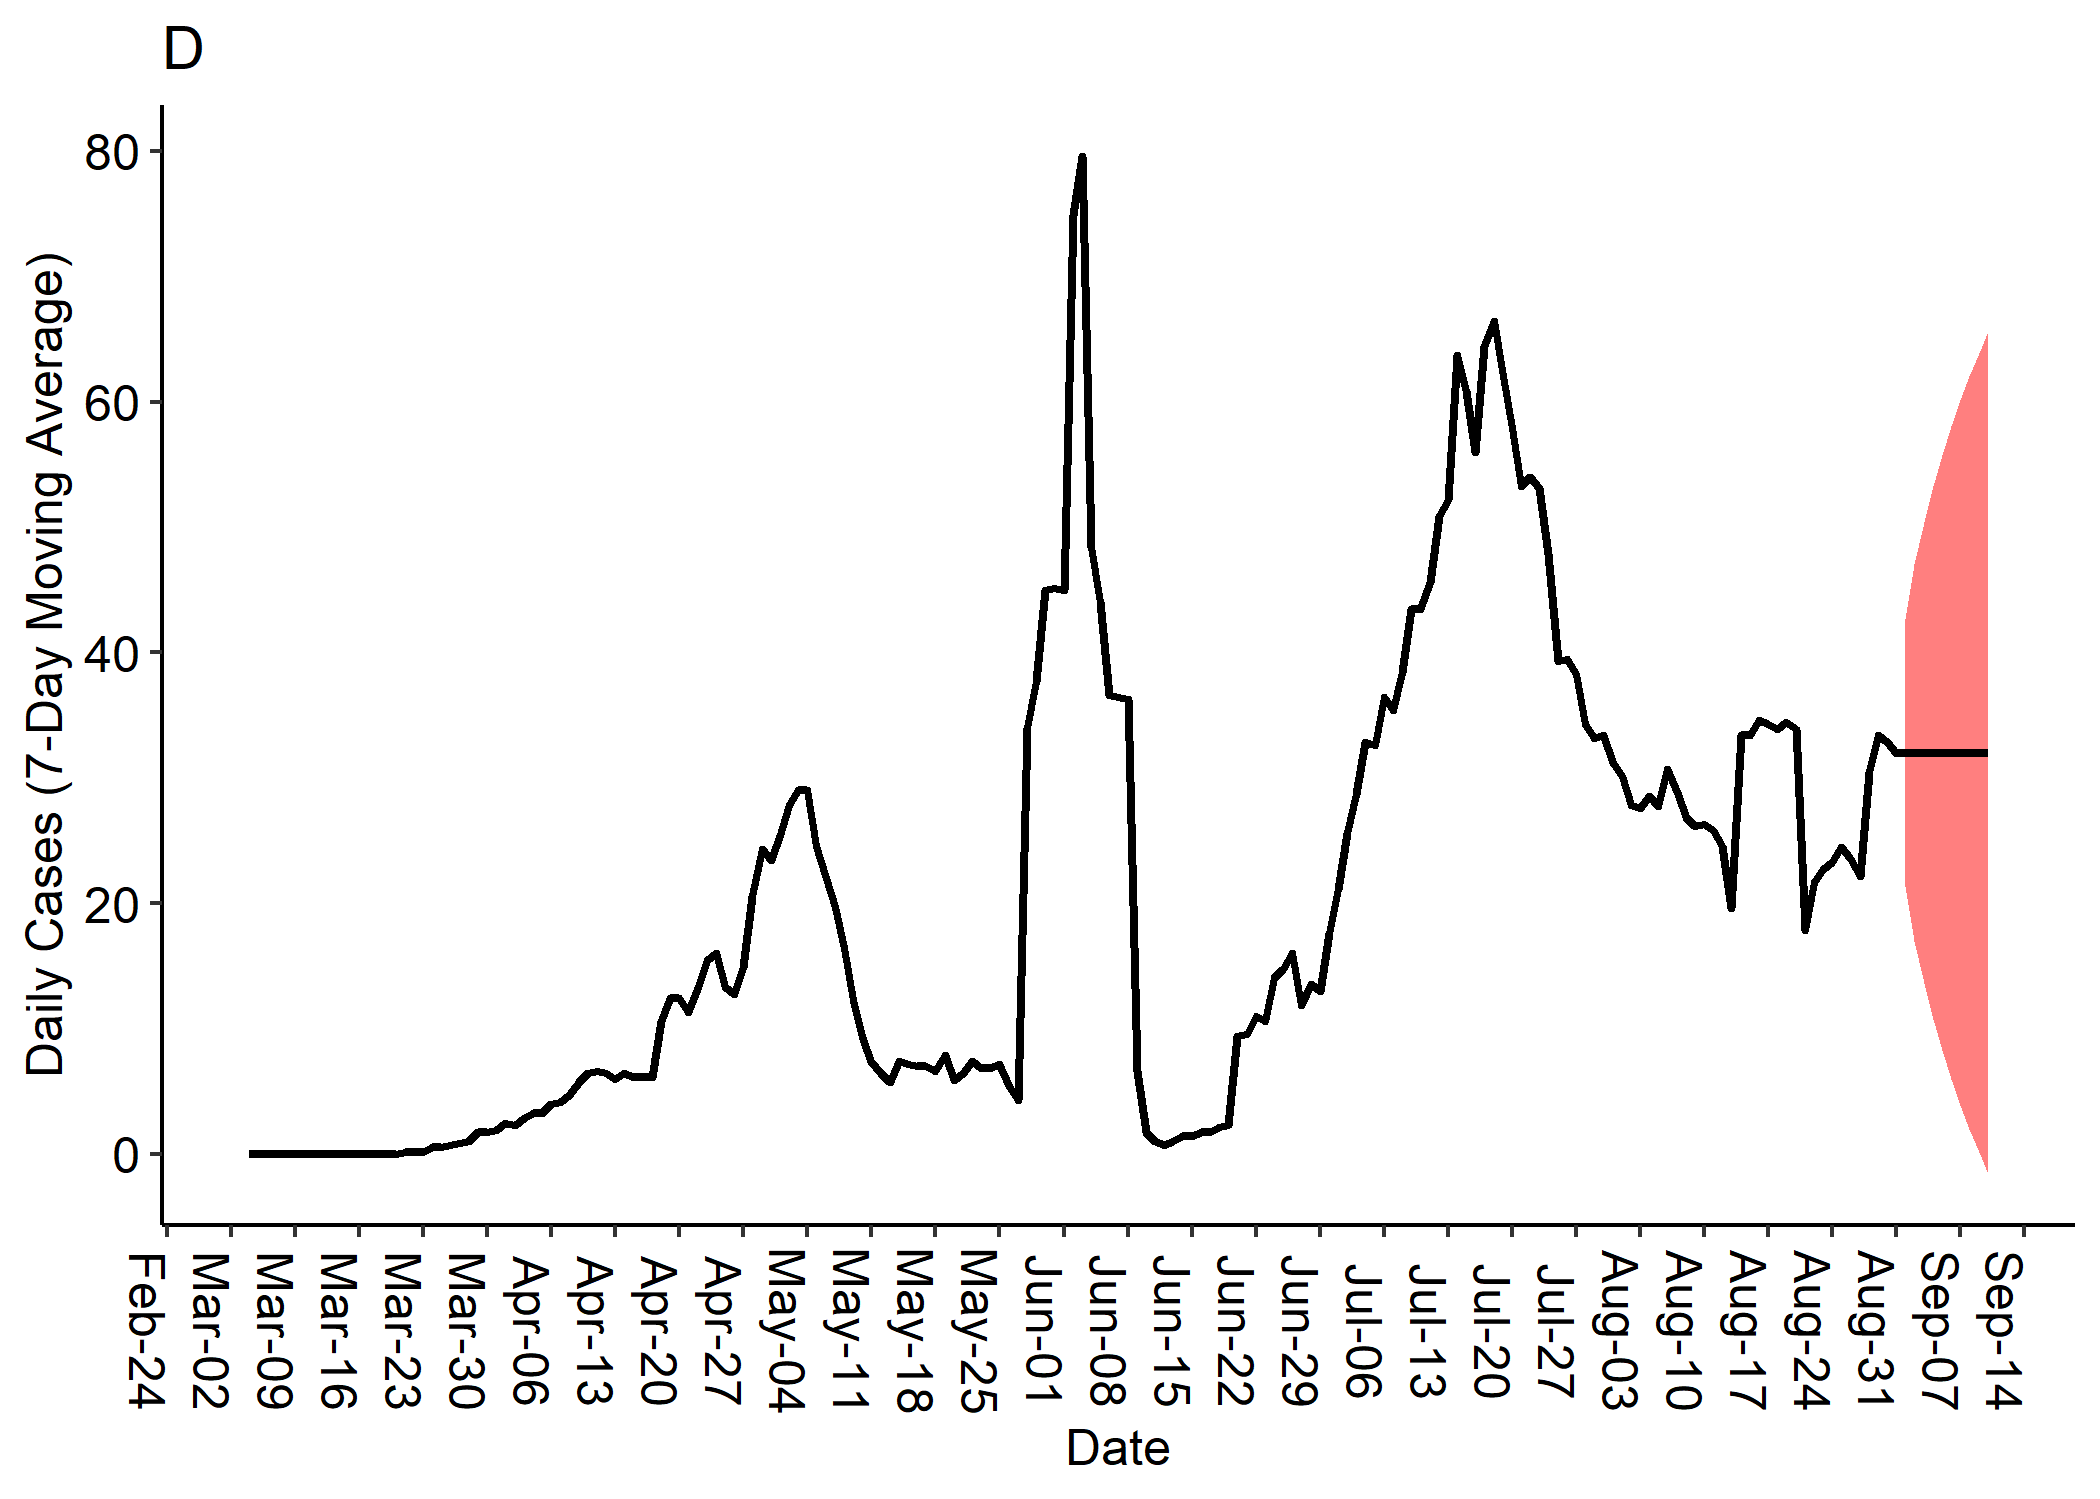 D
Daily Cases (7-Day Moving Average)
80
60
40
20
0
Feb-24
Mar-02
Mar-09
Mar-16
Mar-23
Mar-30
Apr-06
Apr-13
Apr-20
Apr-27
May-04
May-11
May-18
May-25
Jun-01
Jun-08
Jun-15
Jun-22
Jun-29
Jul-06
Jul-13
Jul-20
Jul-27
Aug-03
Aug-10
Aug-17
Aug-24
Aug-31
Sep-07
Sep-14
Date